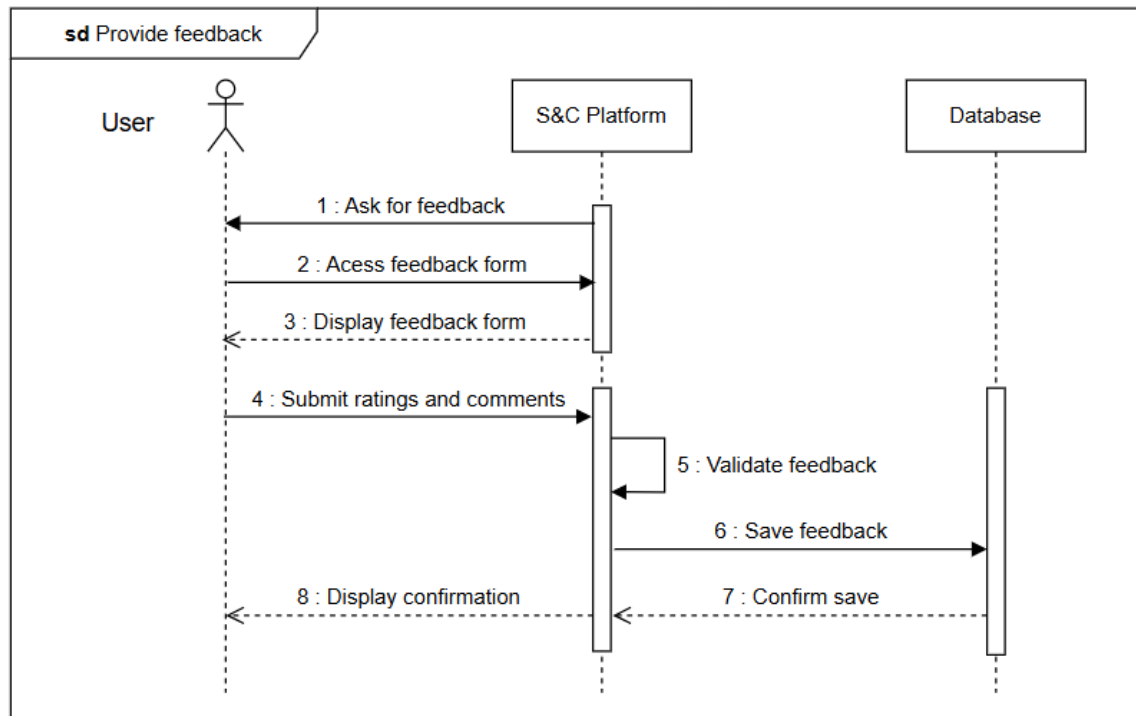 sd Provide feedback
User
S&C Platform
Database
1 : Ask for feedback
2 : Acess feedback form
3 : Display feedback form
4 : Submit ratings and comments
5 : Validate feedback
6 : Save feedback
7 : Confirm save
8 : Display confirmation